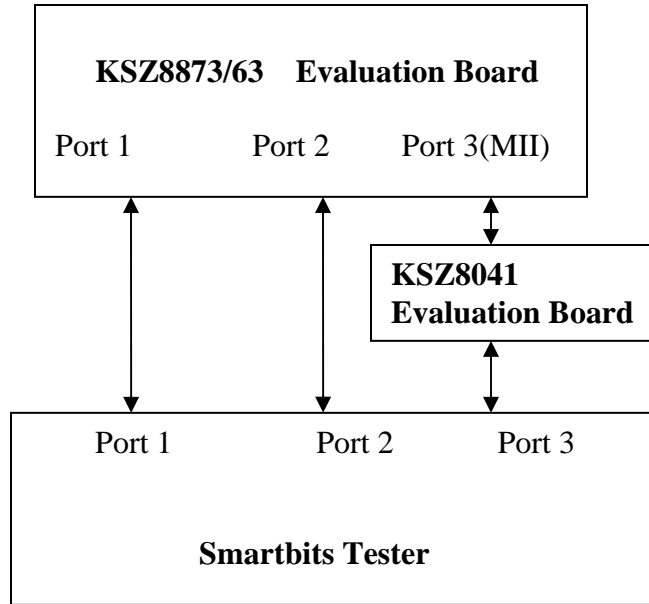 KSZ8873/63 Evaluation Board
Port 1 Port 2 Port 3(MII)
KSZ8041
Evaluation Board
Port 1 Port 2 Port 3
Smartbits Tester